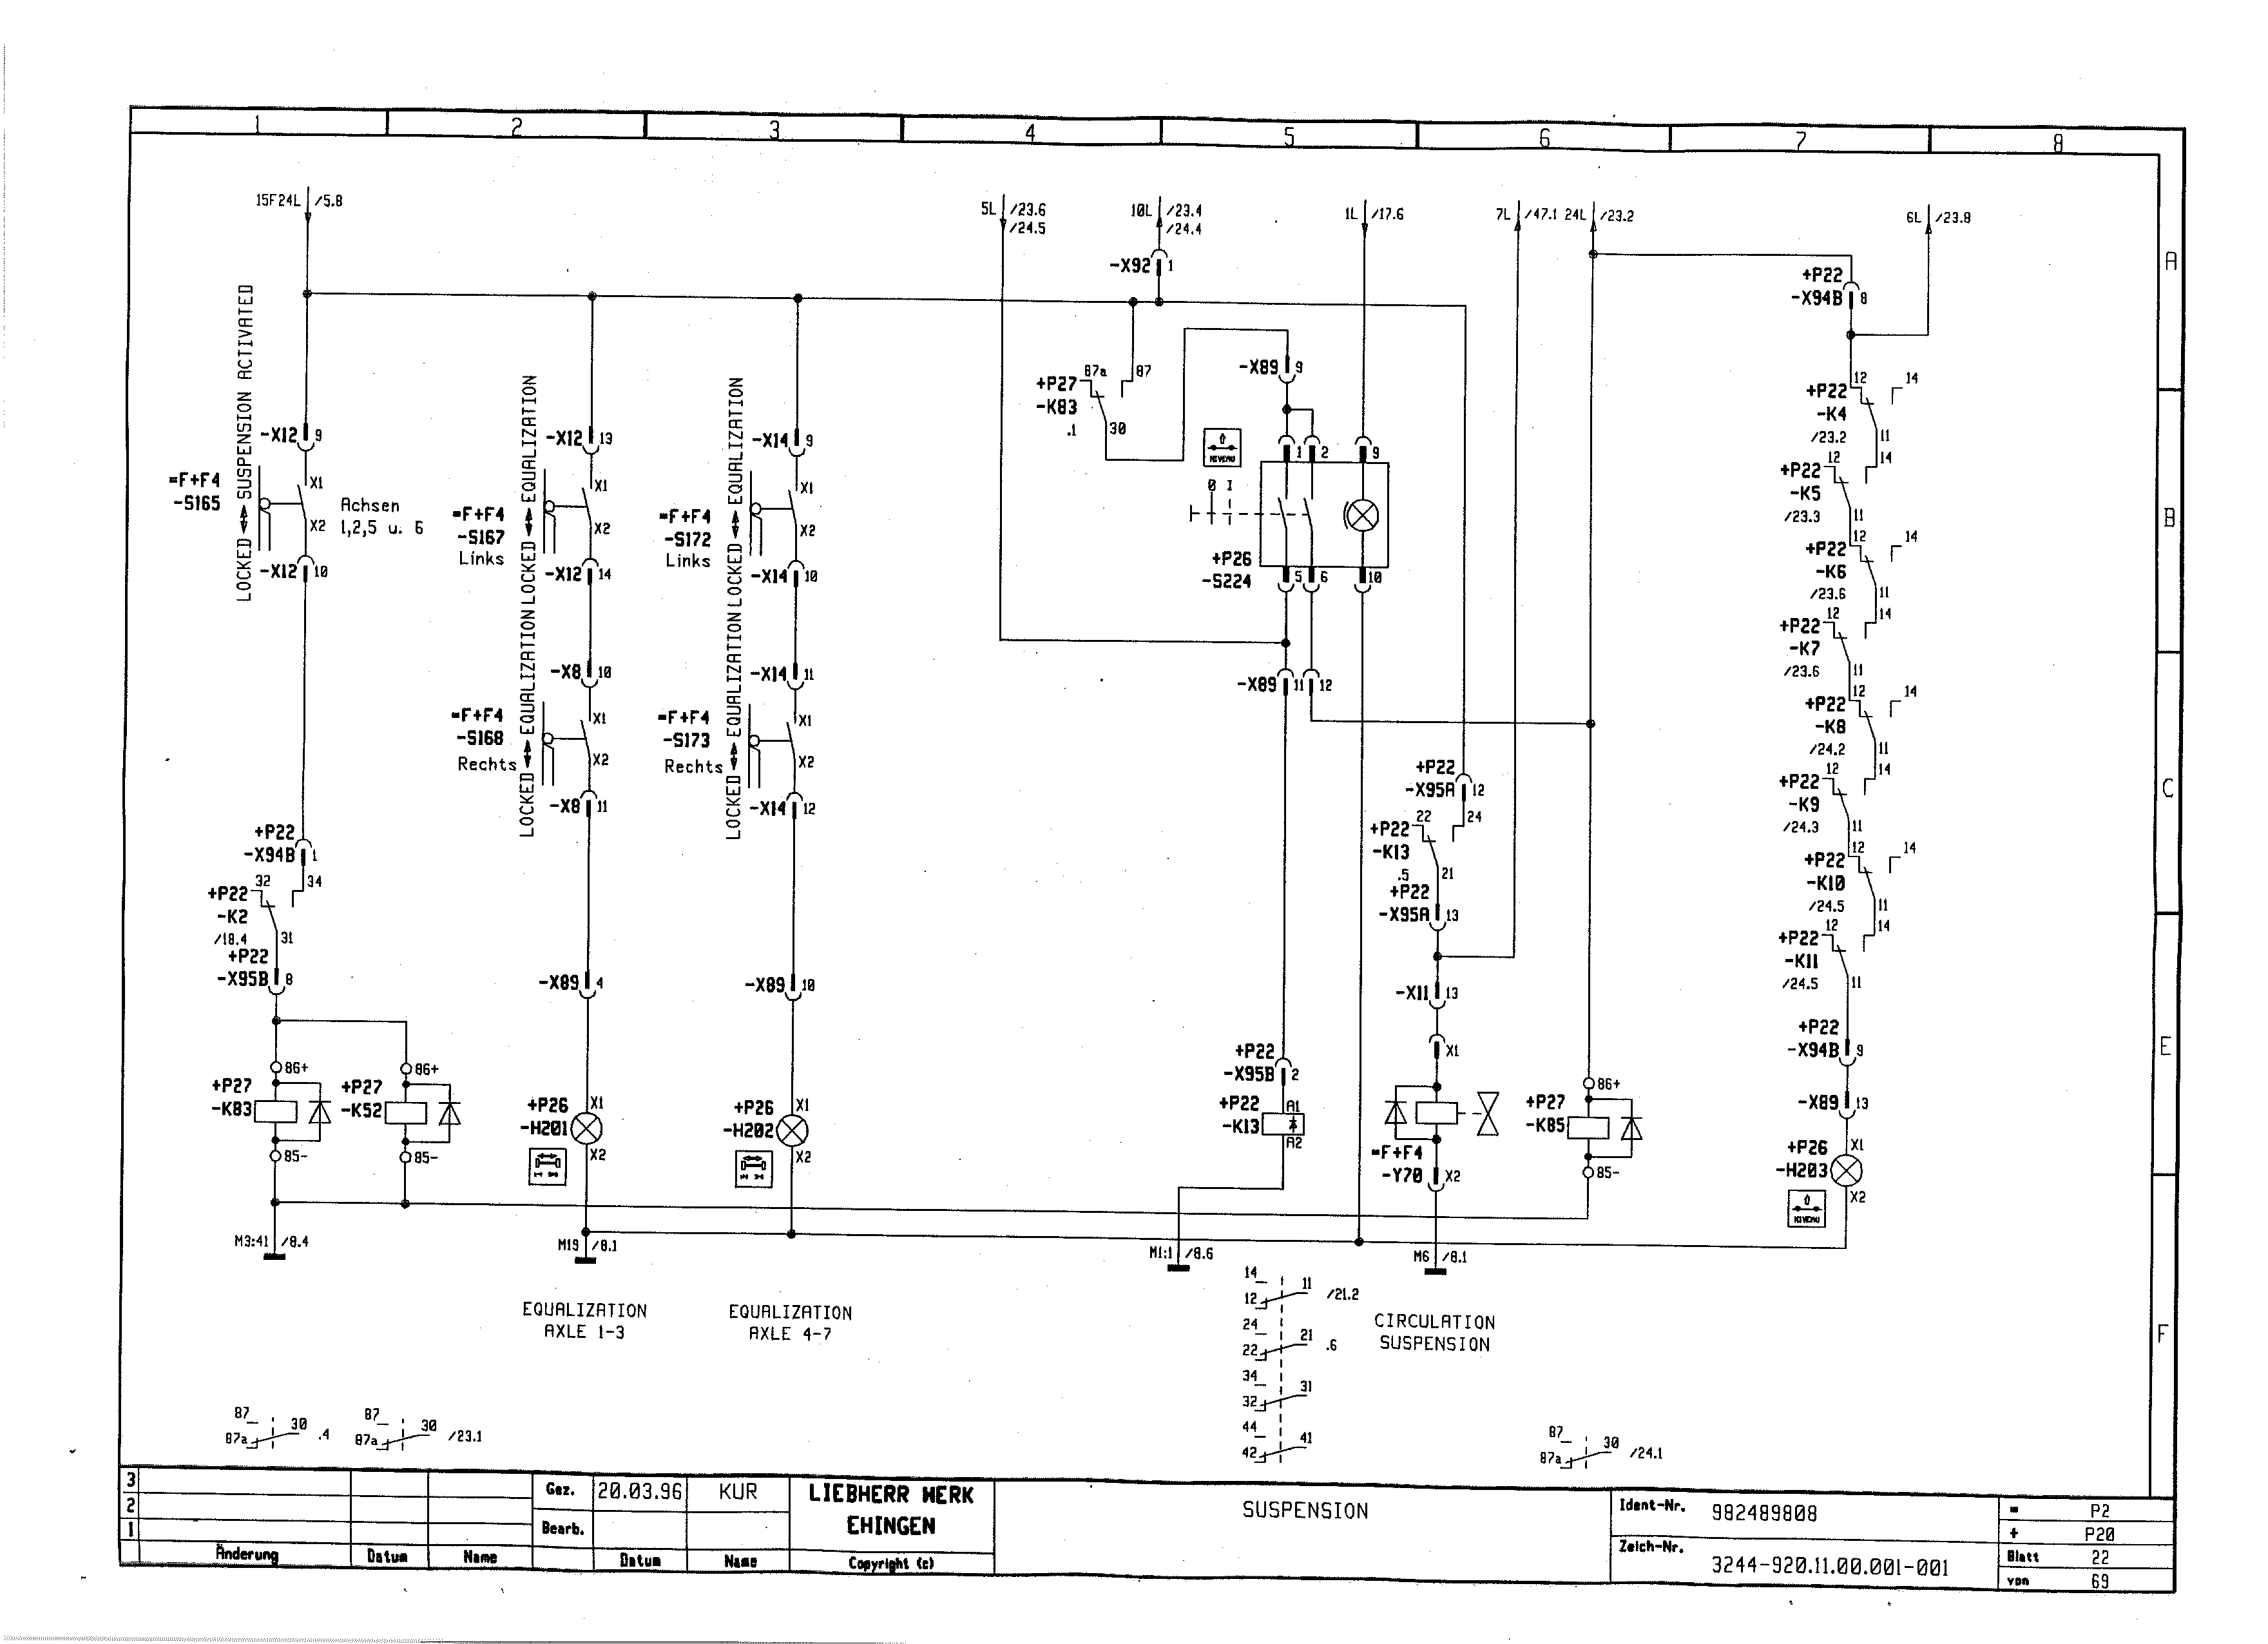 1 2 3 4 5 6 7 8
A
B
C
E
F
15F24L /5.8
5L /23.6
/24.5
10L /23.4
/24.4
1L /17.6
7L /47.1
24L /23.2
6L /23.8
-X92 1
LOCKED SUSPENSION ACTIVATED
-X12 9
=F+F4
-S165
X1
X2
Achsen
1,2,5 u. 6
-X12 10
+P22
-X94B 1
32 34
+P22
-K2
/18.4
31
+P22
-X95B 8
86+
+P27
-K83
85-
86+
+P27
-K52
85-
M3:41 /8.4
LOCKED EQUALIZATION
-X12 13
=F+F4
-S167
Links
X1
X2
-X12 14
LOCKED EQUALIZATION
-X8 10
=F+F4
-S168
Rechts
X1
X2
-X8 11
-X89 4
+P26
-H201
X1
X2
M19 /8.1
EQUALIZATION
AXLE 1-3
LOCKED EQUALIZATION
-X14 9
=F+F4
-S172
Links
X1
X2
-X14 10
LOCKED EQUALIZATION
-X14 11
=F+F4
-S173
Rechts
X1
X2
-X14 12
-X89 10
+P26
-H202
X1
X2
EQUALIZATION
AXLE 4-7
87a 87
+P27
-K83
.1
30
-X89 9
NIVEAU
1 2 9
0 I
+P26
-S224
5 6 10
-X89 11 12
+P22
-X95B 2
+P22
-K13
A1
A2
M1:1 /8.6
+P22
-X95A 12
22 24
+P22
-K13
.5
21
+P22
-X95A 13
-X11 13
X1
=F+F4
-Y70
X2
M6 /8.1
CIRCULATION
SUSPENSION
86+
+P27
-K85
85-
+P22
-X94B 8
12 14
+P22
-K4
/23.2
11
12 14
+P22
-K5
/23.3
11
12 14
+P22
-K6
/23.6
11
12 14
+P22
-K7
/23.6
11
12 14
+P22
-K8
/24.2
11
12 14
+P22
-K9
/24.3
11
12 14
+P22
-K10
/24.5
11
12 14
+P22
-K11
/24.5
11
+P22
-X94B 9
-X89 13
+P26
-H203
X1
X2
NIVEAU
14
12 11 /21.2
24
22 21 .6
34
32 31
44
42 41
87
87a 30 .4
87
87a 30 /23.1
87
87a 30 /24.1
3
2
1
Änderung Datum Name
Gez. 20.03.96 KUR
Bearb.
Datum Name
LIEBHERR WERK
EHINGEN
Copyright (c)
SUSPENSION
Ident-Nr. 982489808
Zeich-Nr. 3244-920.11.00.001-001
= P2
+ P20
Blatt 22
von 69